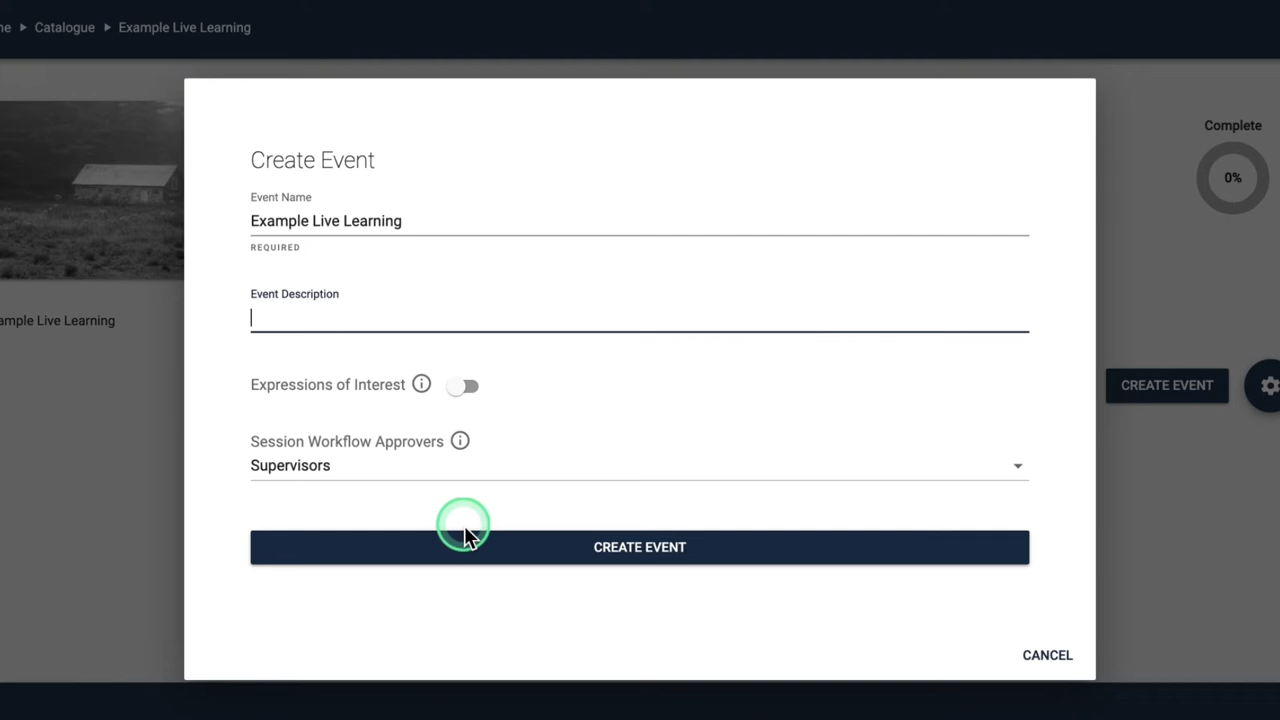 ne ▶ Catalogue ▶ Example Live Learning
Complete
0%
Create Event
Event Name
Example Live Learning
REQUIRED
Event Description
ample Live Learning
Expressions of Interest
CREATE EVENT
Session Workflow Approvers
Supervisors
CREATE EVENT
CANCEL